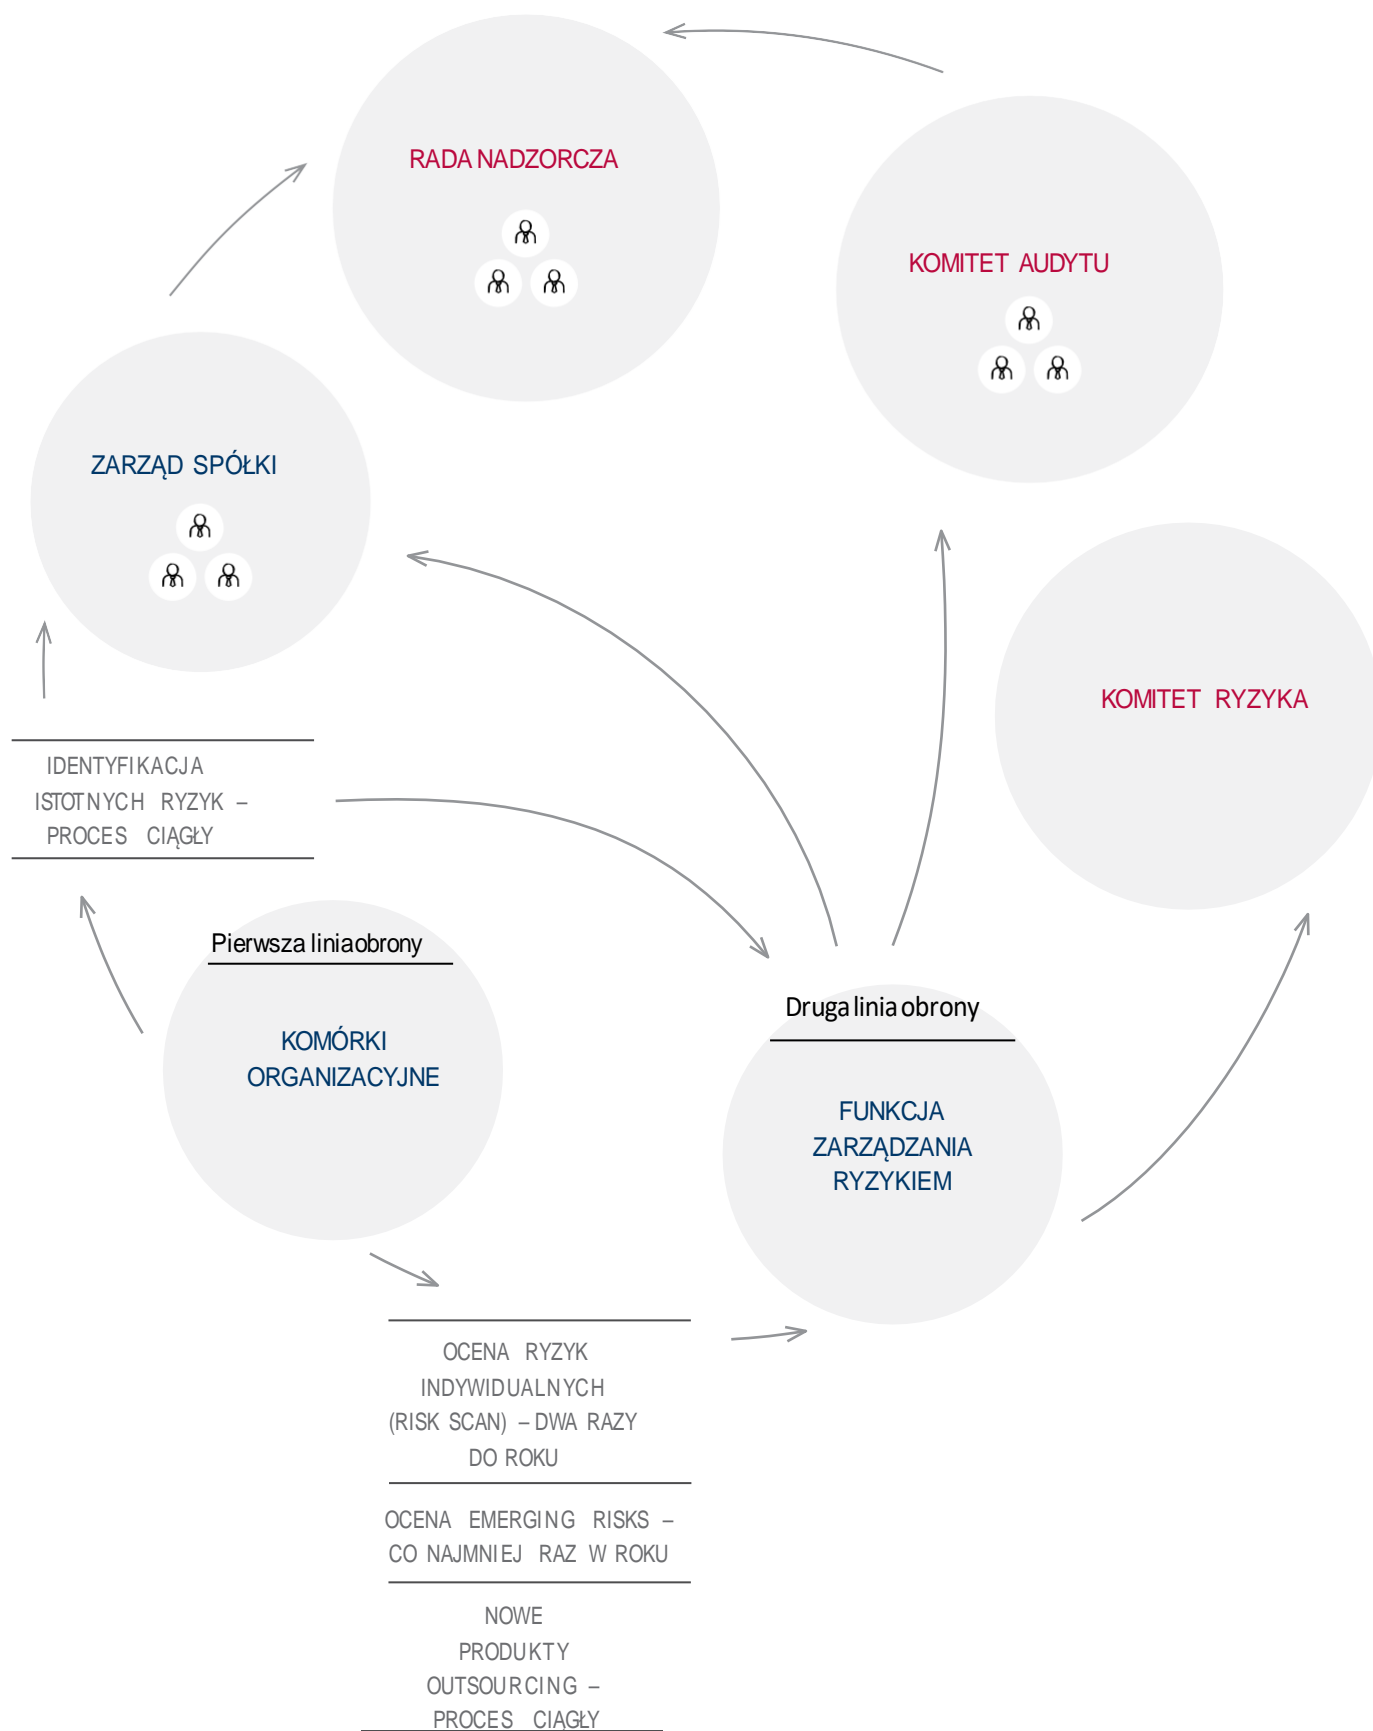 RADA NADZORCZA
KOMITET AUDYTU
ZARZĄD SPÓŁKI
KOMITET RYZYKA
IDENTYFIKACJA
ISTOTNYCH RYZYK –
PROCES CIĄGŁY
Pierwsza linia obrony
KOMÓRKI
ORGANIZACYJNE
Druga linia obrony
FUNKCJA
ZARZĄDZANIA
RYZYKIEM
OCENA RYZYK
INDYWIDUALNYCH
(RISK SCAN) – DWA RAZY
DO ROKU
OCENA EMERGING RISKS –
CO NAJMNIEJ RAZ W ROKU
NOWE
PRODUKTY
OUTSOURCING –
PROCES CIĄGŁY